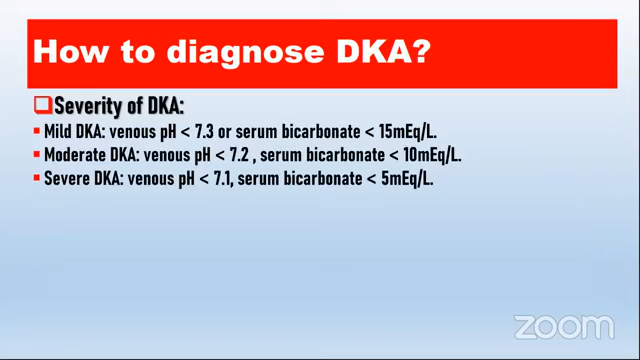 How to diagnose DKA?
Severity of DKA:
Mild DKA: venous pH < 7.3 or serum bicarbonate < 15mEq/L.
Moderate DKA: venous pH < 7.2 , serum bicarbonate < 10mEq/L.
Severe DKA: venous pH < 7.1, serum bicarbonate < 5mEq/L.
zoom